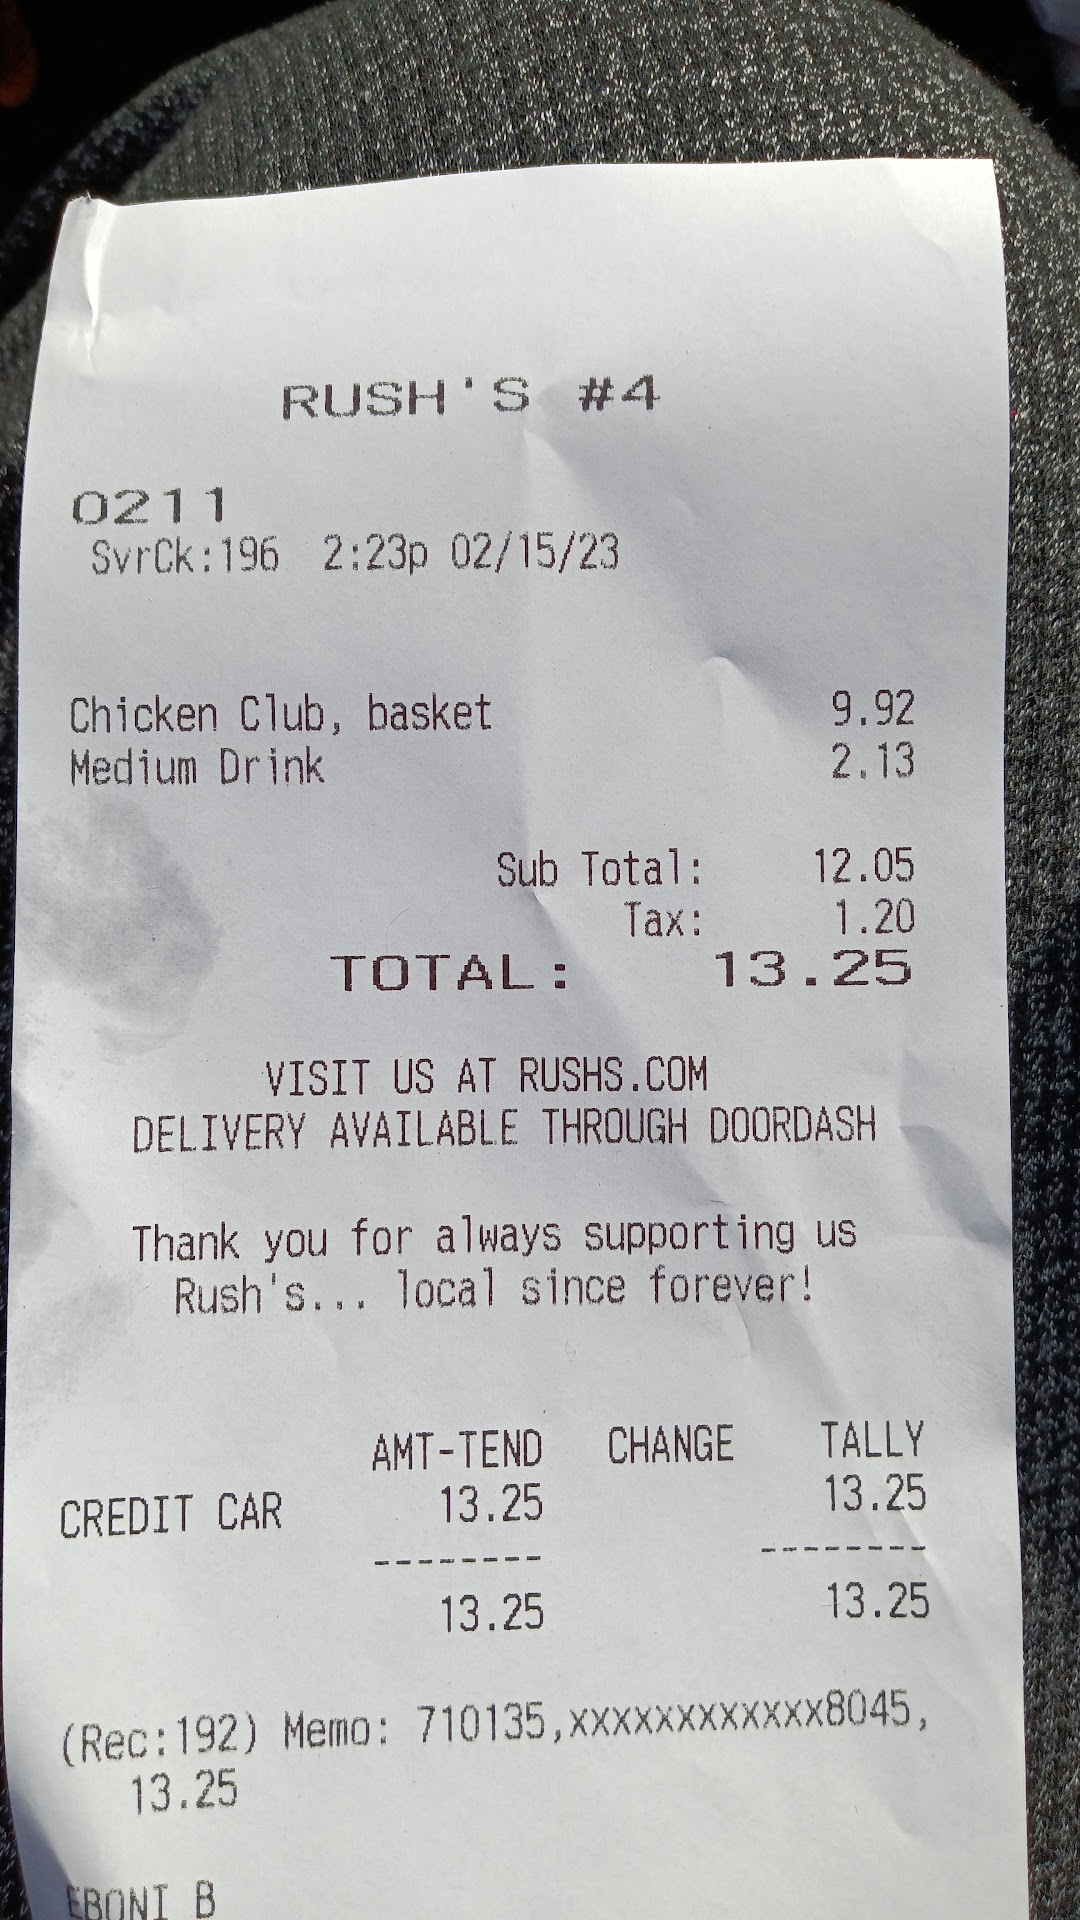 RUSH'S #4
0211
SvrCk:196 2:23p 02/15/23
Chicken Club, basket 9.92
Medium Drink 2.13
Sub Total: 12.05
Tax: 1.20
TOTAL: 13.25
VISIT US AT RUSHS.COM
DELIVERY AVAILABLE THROUGH DOORDASH
Thank you for always supporting us
Rush's... local since forever!
AMT-TEND CHANGE TALLY
CREDIT CAR 13.25 13.25
-------- --------
13.25 13.25
(Rec:192) Memo: 710135,xxxxxxxxxxxx8045,
13.25
EBONI B